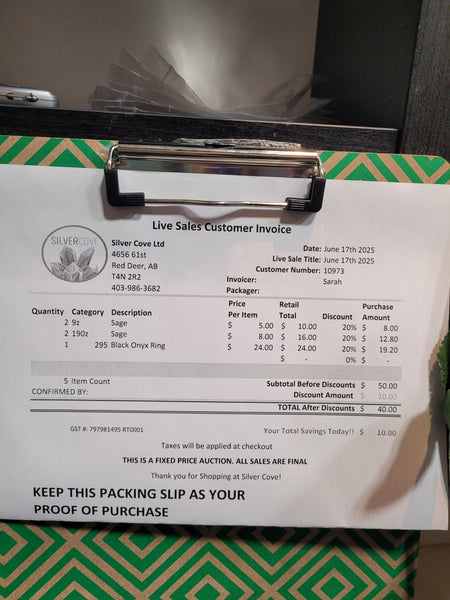 Live Sales Customer Invoice
SILVERCOVE
Silver Cove Ltd
4656 61st
Red Deer, AB
T4N 2R2
403-986-3682
Date: June 17th 2025
Live Sale Title: June 17th 2025
Customer Number: 10973
Invoicer: Sarah
Packager:
Quantity Category Description Price Per Item Retail Total Discount Purchase Amount
2 9z Sage $ 5.00 $ 10.00 20% $ 8.00
2 190z Sage $ 8.00 $ 16.00 20% $ 12.80
1 295 Black Onyx Ring $ 24.00 $ 24.00 20% $ 19.20
$ - 0% $ -
5 Item Count Subtotal Before Discounts $ 50.00
CONFIRMED BY: Discount Amount $ 10.00
TOTAL After Discounts $ 40.00
GST #: 797981495 RT0001 Your Total Savings Today!! $ 10.00
Taxes will be applied at checkout
THIS IS A FIXED PRICE AUCTION. ALL SALES ARE FINAL
Thank you for Shopping at Silver Cove!
KEEP THIS PACKING SLIP AS YOUR
PROOF OF PURCHASE